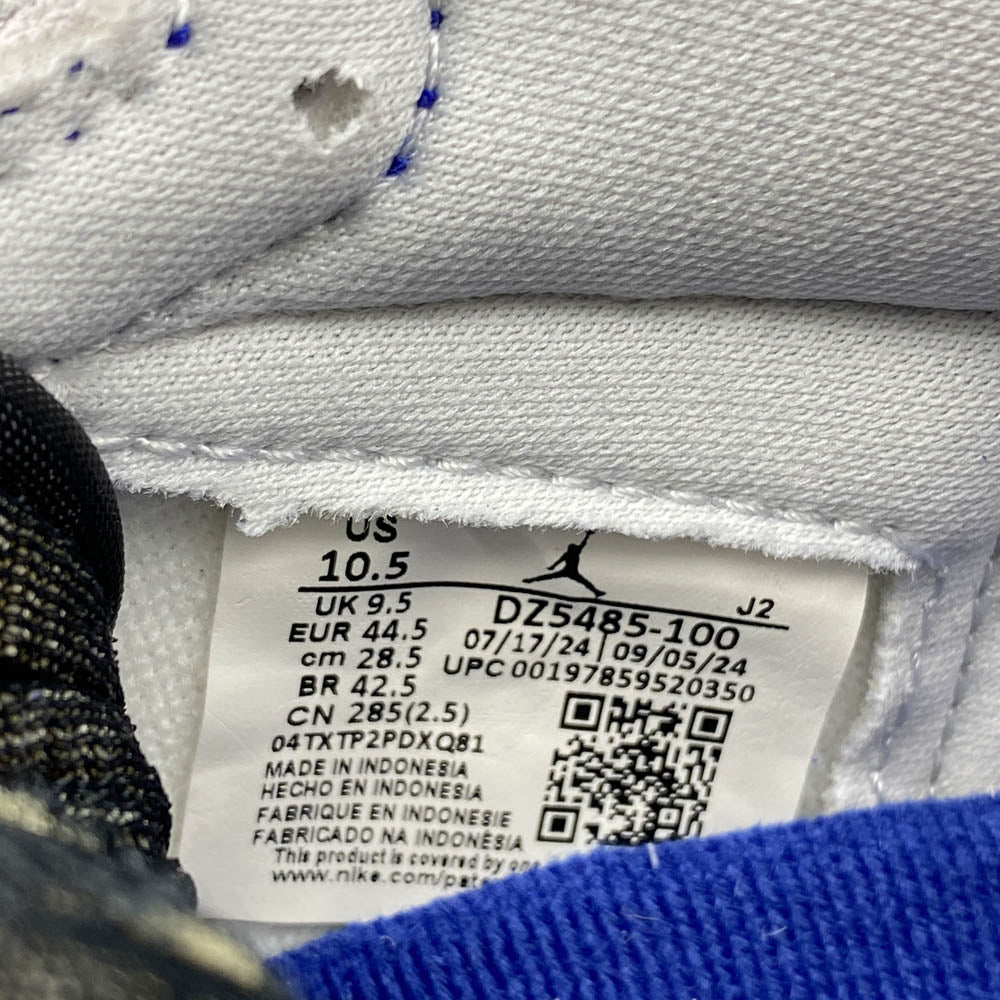 US
10.5
UK 9.5
EUR 44.5
cm 28.5
BR 42.5
CN 285(2.5)
04TXTP2PDXQ81
MADE IN INDONESIA
HECHO EN INDONESIA
FABRIQUE EN INDONESIE
FABRICADO NA INDONÉSIA
This product is covered by one
www.nike.com/pat
J2
DZ5485-100
07/17/24 | 09/05/24
UPC 00197859520350